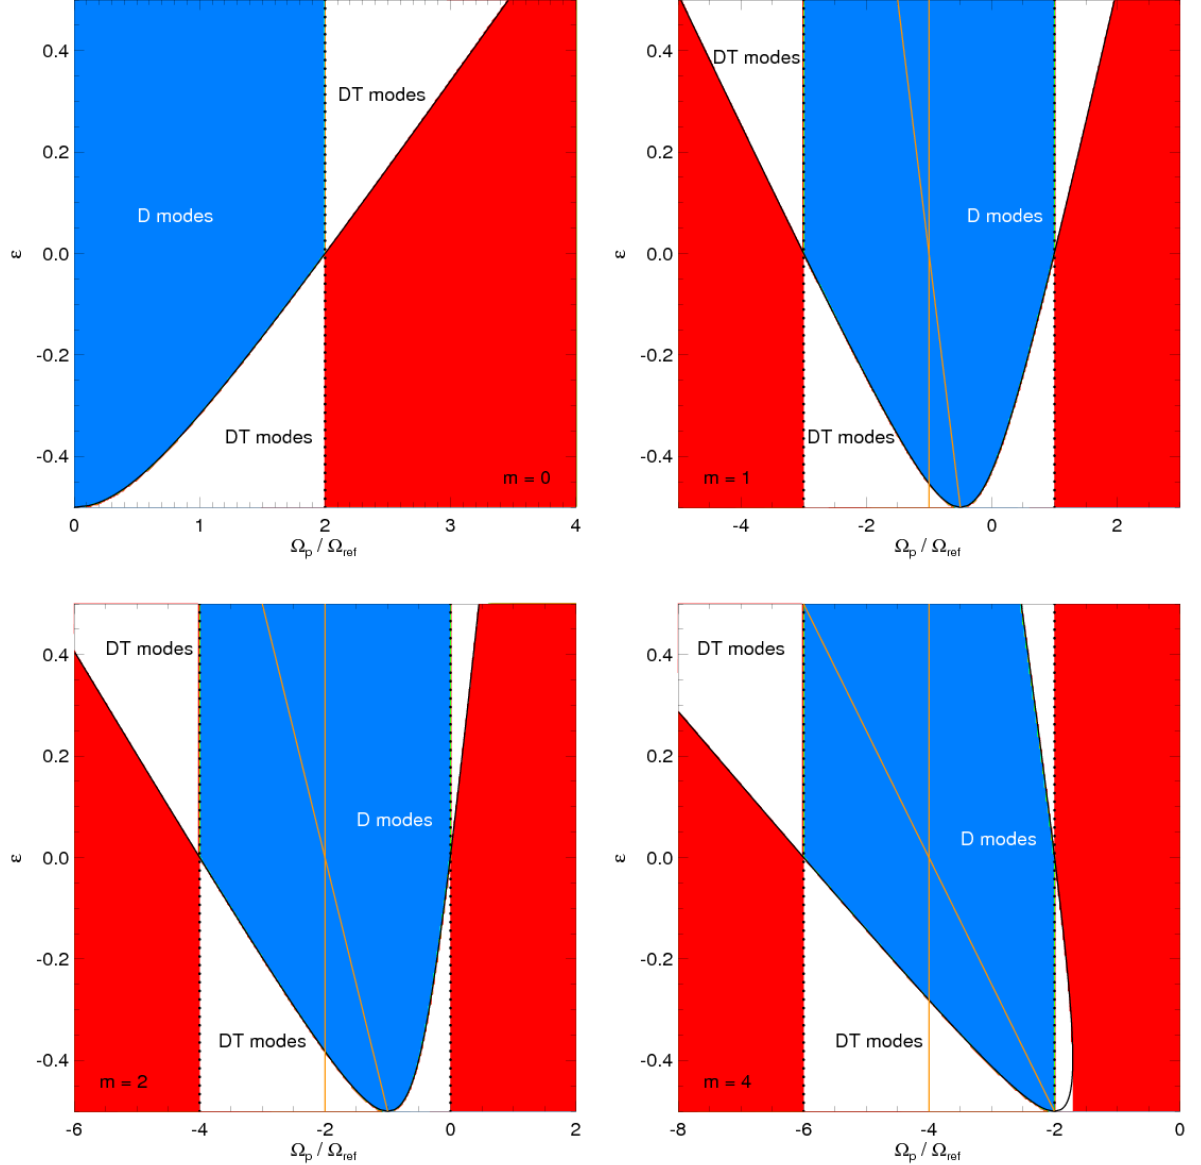 0.4
DT modes
0.2
D modes
ε
0.0
-0.2
DT modes
-0.4
m = 0
0 1 2 3 4
Ωp / Ωref
0.4
DT modes
0.2
D modes
ε
0.0
-0.2
DT modes
-0.4
m = 1
-4 -2 0 2
Ωp / Ωref
0.4
DT modes
0.2
D modes
ε
0.0
-0.2
DT modes
-0.4
m = 2
-6 -4 -2 0 2
Ωp / Ωref
0.4
DT modes
0.2
D modes
ε
0.0
-0.2
DT modes
-0.4
m = 4
-8 -6 -4 -2 0
Ωp / Ωref